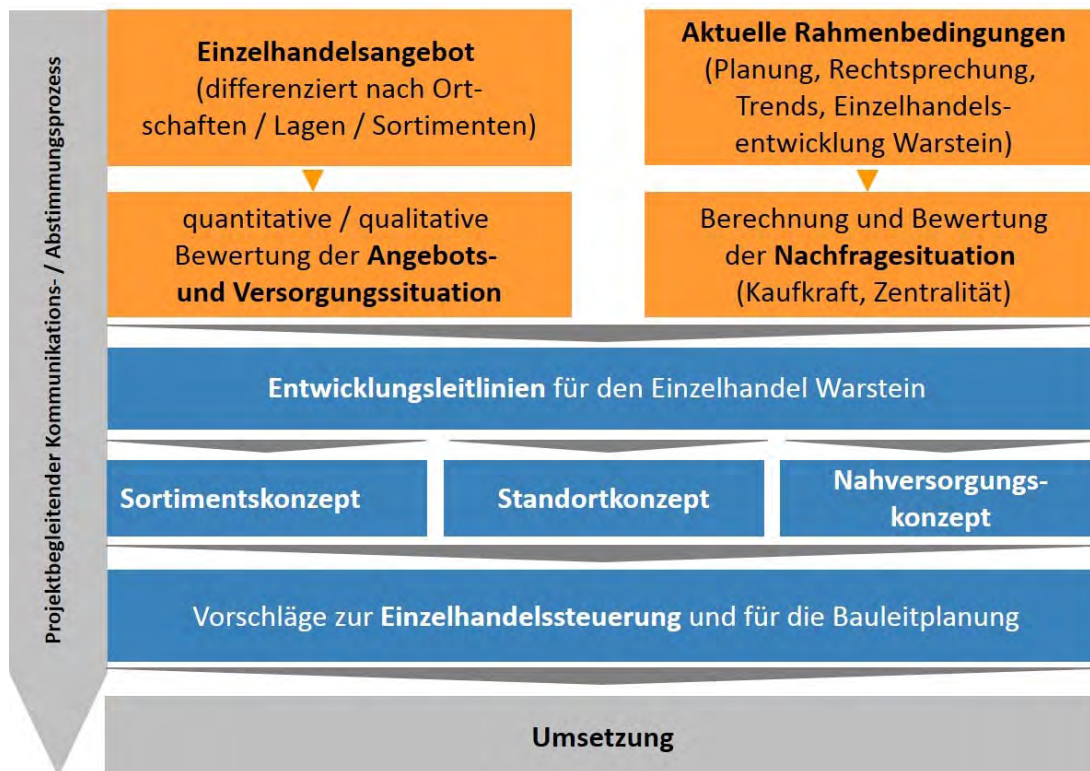 Projektbegleitender Kommunikations- / Abstimmungsprozess
Einzelhandelsangebot
(differenziert nach Ort-
schaften / Lagen / Sortimenten)
Aktuelle Rahmenbedingungen
(Planung, Rechtsprechung,
Trends, Einzelhandels-
entwicklung Warstein)
quantitative / qualitative
Bewertung der Angebots-
und Versorgungssituation
Berechnung und Bewertung
der Nachfragesituation
(Kaufkraft, Zentralität)
Entwicklungsleitlinien für den Einzelhandel Warstein
Sortimentskonzept
Standortkonzept
Nahversorgungs-
konzept
Vorschläge zur Einzelhandelssteuerung und für die Bauleitplanung
Umsetzung